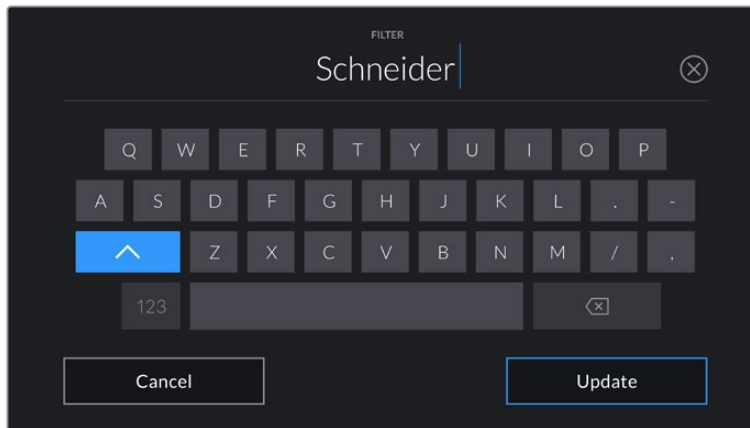 FILTER
Schneider
Q W E R T Y U I O P
A S D F G H J K L . -
Z X C V B N M / ,
123
Cancel Update